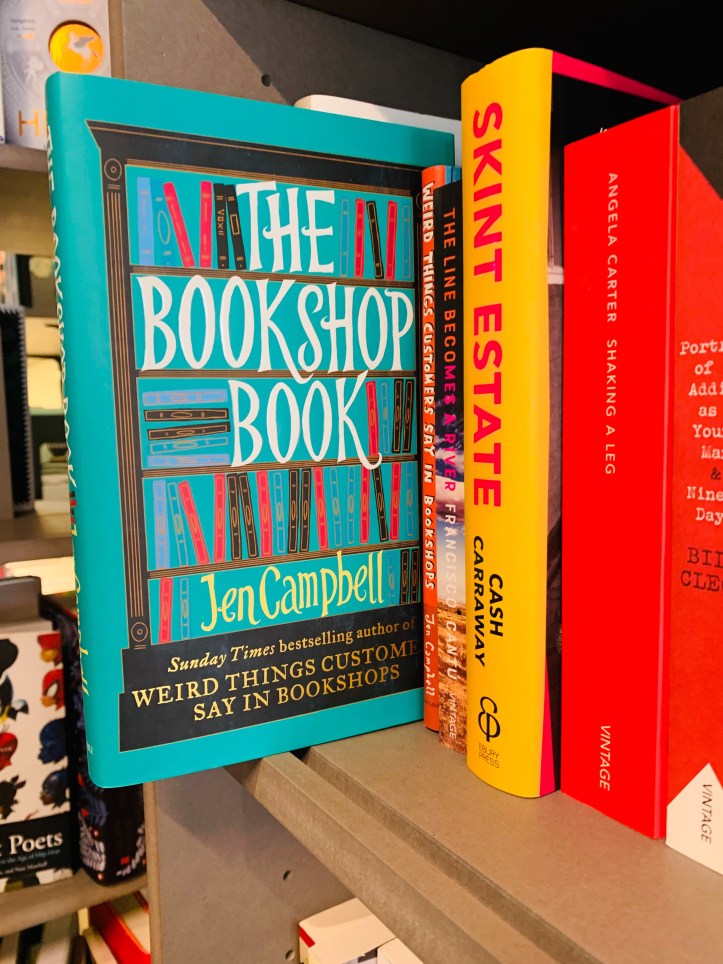 THE
BOOKSHOP
BOOK
Jen Campbell
Sunday Times bestselling author of
WEIRD THINGS CUSTOME
SAY IN BOOKSHOPS
WEIRD THINGS CUSTOMERS SAY IN BOOKSHOPS Jen Campbell
THE LINE BECOMES A RIVER FRANCISCO CANTÚ VINTAGE
SKINT ESTATE
CASH
CARRAWAY
EBURY
PRESS
ANGELA CARTER SHAKING A LEG
VINTAGE
Portr
of
Addi
as
You
Ma
&
Nine
Day
BI
CLE
VINTAGE
Poets